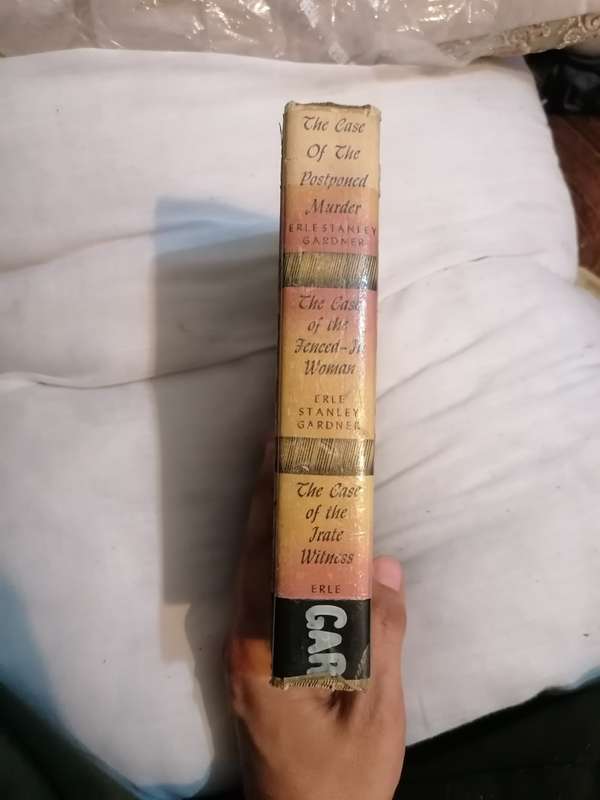 The Case
Of The
Postponed
Murder
ERLE STANLEY
GARDNER
The Case
of the
Fenced-In
Woman
ERLE
STANLEY
GARDNER
The Case
of the
Irate
Witness
ERLE
GAR